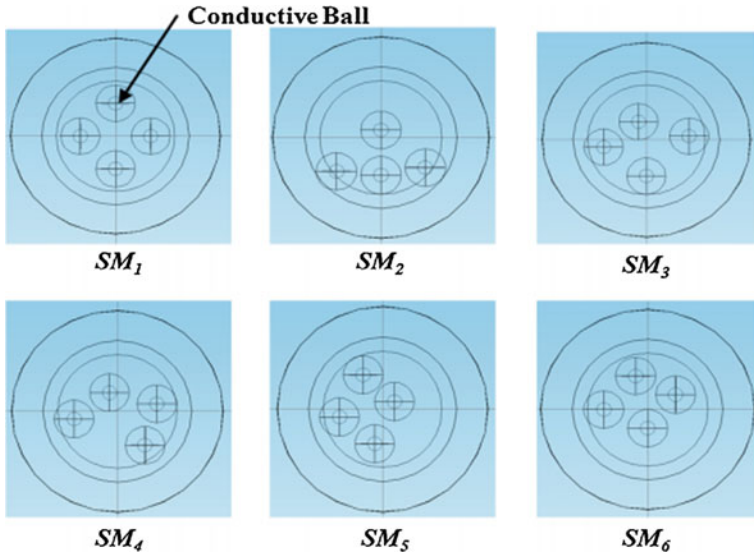 Conductive Ball
SM₁
SM₂
SM₃
SM₄
SM₅
SM₆